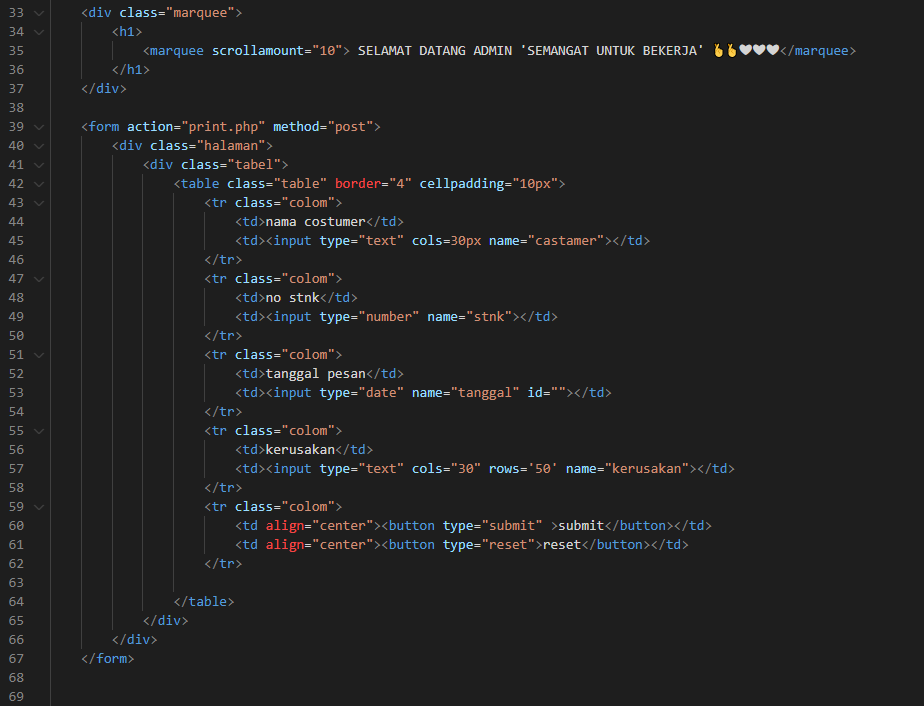 33 <div class="marquee">
34 <h1>
35 <marquee scrollamount="10"> SELAMAT DATANG ADMIN 'SEMANGAT UNTUK BEKERJA' 🫰🫰🤍🤍🤍</marquee>
36 </h1>
37 </div>
38
39 <form action="print.php" method="post">
40 <div class="halaman">
41 <div class="tabel">
42 <table class="table" border="4" cellpadding="10px">
43 <tr class="colom">
44 <td>nama costumer</td>
45 <td><input type="text" cols=30px name="castamer"></td>
46 </tr>
47 <tr class="colom">
48 <td>no stnk</td>
49 <td><input type="number" name="stnk"></td>
50 </tr>
51 <tr class="colom">
52 <td>tanggal pesan</td>
53 <td><input type="date" name="tanggal" id=""></td>
54 </tr>
55 <tr class="colom">
56 <td>kerusakan</td>
57 <td><input type="text" cols="30" rows='50' name="kerusakan"></td>
58 </tr>
59 <tr class="colom">
60 <td align="center"><button type="submit" >submit</button></td>
61 <td align="center"><button type="reset">reset</button></td>
62 </tr>
63
64 </table>
65 </div>
66 </div>
67 </form>
68
69